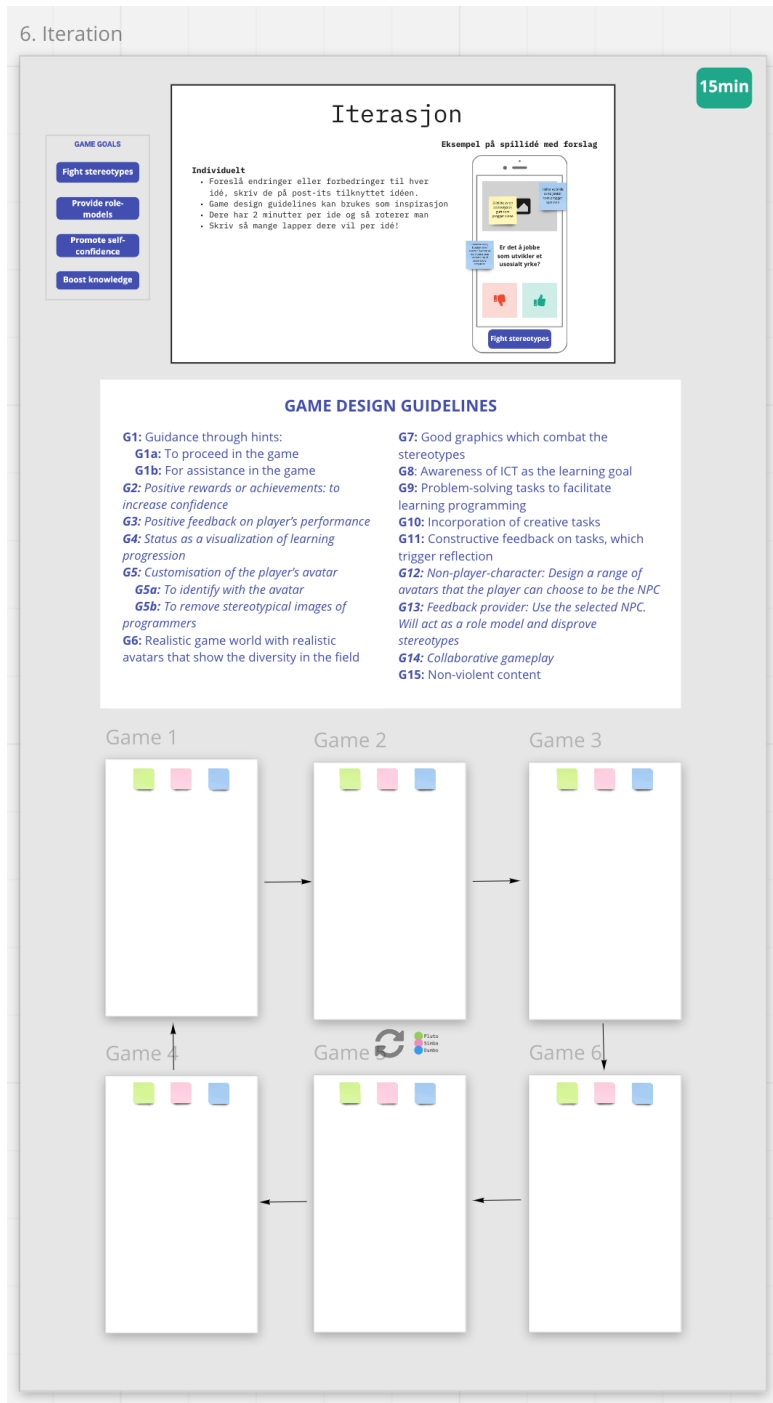 6. Iteration
15min
Iterasjon
GAME GOALS
Fight stereotypes
Provide role-
models
Promote self-
confidence
Boost knowledge
Individuelt
• Foreslå endringer eller forbedringer til hver
idé, skriv de på post-its tilknyttet idéen.
• Game design guidelines kan brukes som inspirasjon
• Dere har 2 minutter per ide og så roterer man
• Skriv så mange lapper dere vil per idé!
Eksempel på spillidé med forslag
Er det å jobbe
som utvikler et
usosialt yrke?
Fight stereotypes
GAME DESIGN GUIDELINES
G1: Guidance through hints:
G1a: To proceed in the game
G1b: For assistance in the game
G2: Positive rewards or achievements: to
increase confidence
G3: Positive feedback on player's performance
G4: Status as a visualization of learning
progression
G5: Customisation of the player's avatar
G5a: To identify with the avatar
G5b: To remove stereotypical images of
programmers
G6: Realistic game world with realistic
avatars that show the diversity in the field
G7: Good graphics which combat the
stereotypes
G8: Awareness of ICT as the learning goal
G9: Problem-solving tasks to facilitate
learning programming
G10: Incorporation of creative tasks
G11: Constructive feedback on tasks, which
trigger reflection
G12: Non-player-character: Design a range of
avatars that the player can choose to be the NPC
G13: Feedback provider: Use the selected NPC.
Will act as a role model and disprove
stereotypes
G14: Collaborative gameplay
G15: Non-violent content
Game 1
Game 2
Game 3
Pluto
Simba
Game 4
Game 5
Game 6